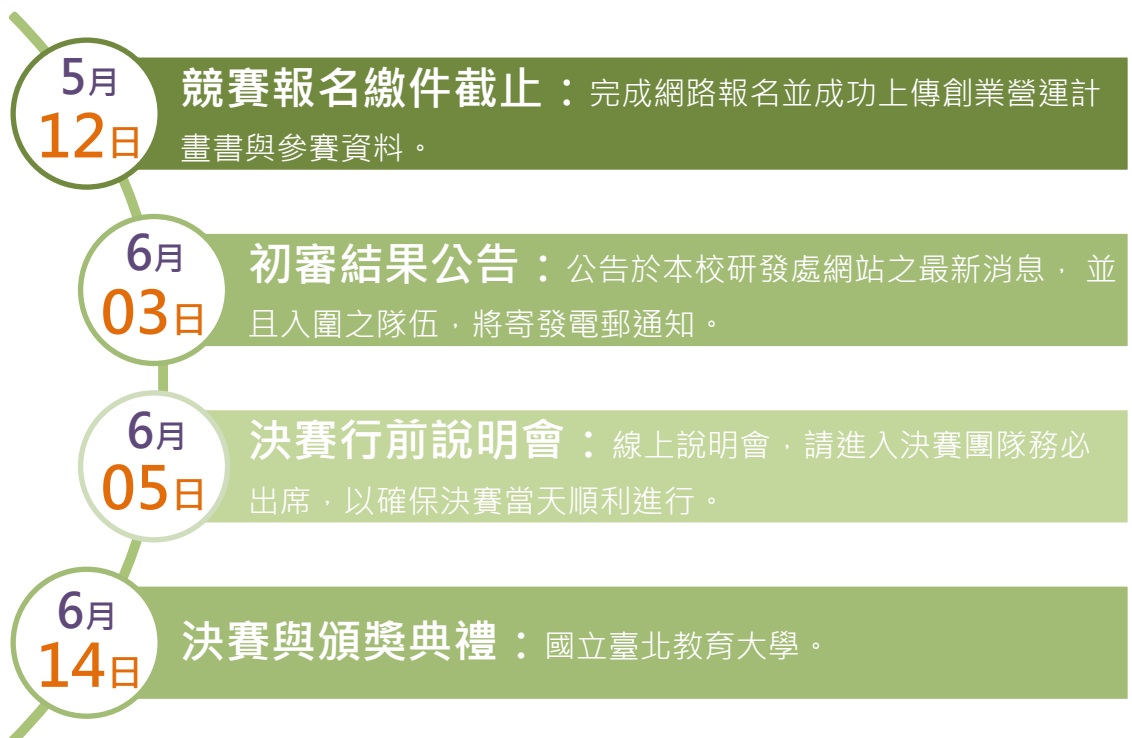 5月
12日
競賽報名繳件截止：完成網路報名並成功上傳創業營運計
畫書與參賽資料。
6月
03日
初審結果公告：公告於本校研發處網站之最新消息， 並
且入圍之隊伍，將寄發電郵通知。
6月
05日
決賽行前說明會：線上說明會，請進入決賽團隊務必
出席，以確保決賽當天順利進行。
6月
14日
決賽與頒獎典禮：國立臺北教育大學。